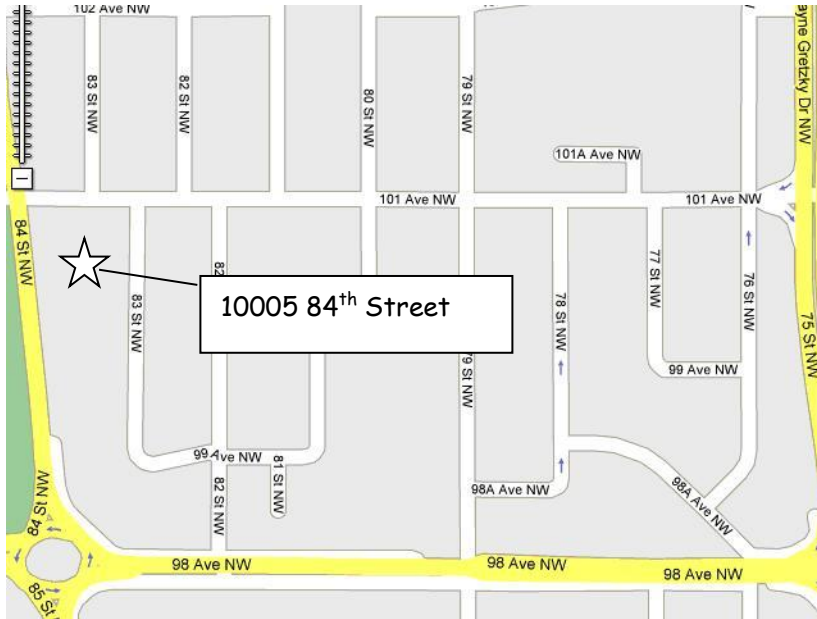 102 Ave NW
83 St NW
82 St NW
80 St NW
79 St NW
ayne Gretzky Dr NW
101A Ave NW
101 Ave NW
101 Ave NW
84 St NW
83 St NW
82
10005 84th Street
79 St NW
78 St NW
77 St NW
76 St NW
75 St NW
99 Ave NW
99 Ave NW
81 St NW
82 St NW
98A Ave NW
98A Ave NW
84 St NW
85 St
98 Ave NW
98 Ave NW
98 Ave NW